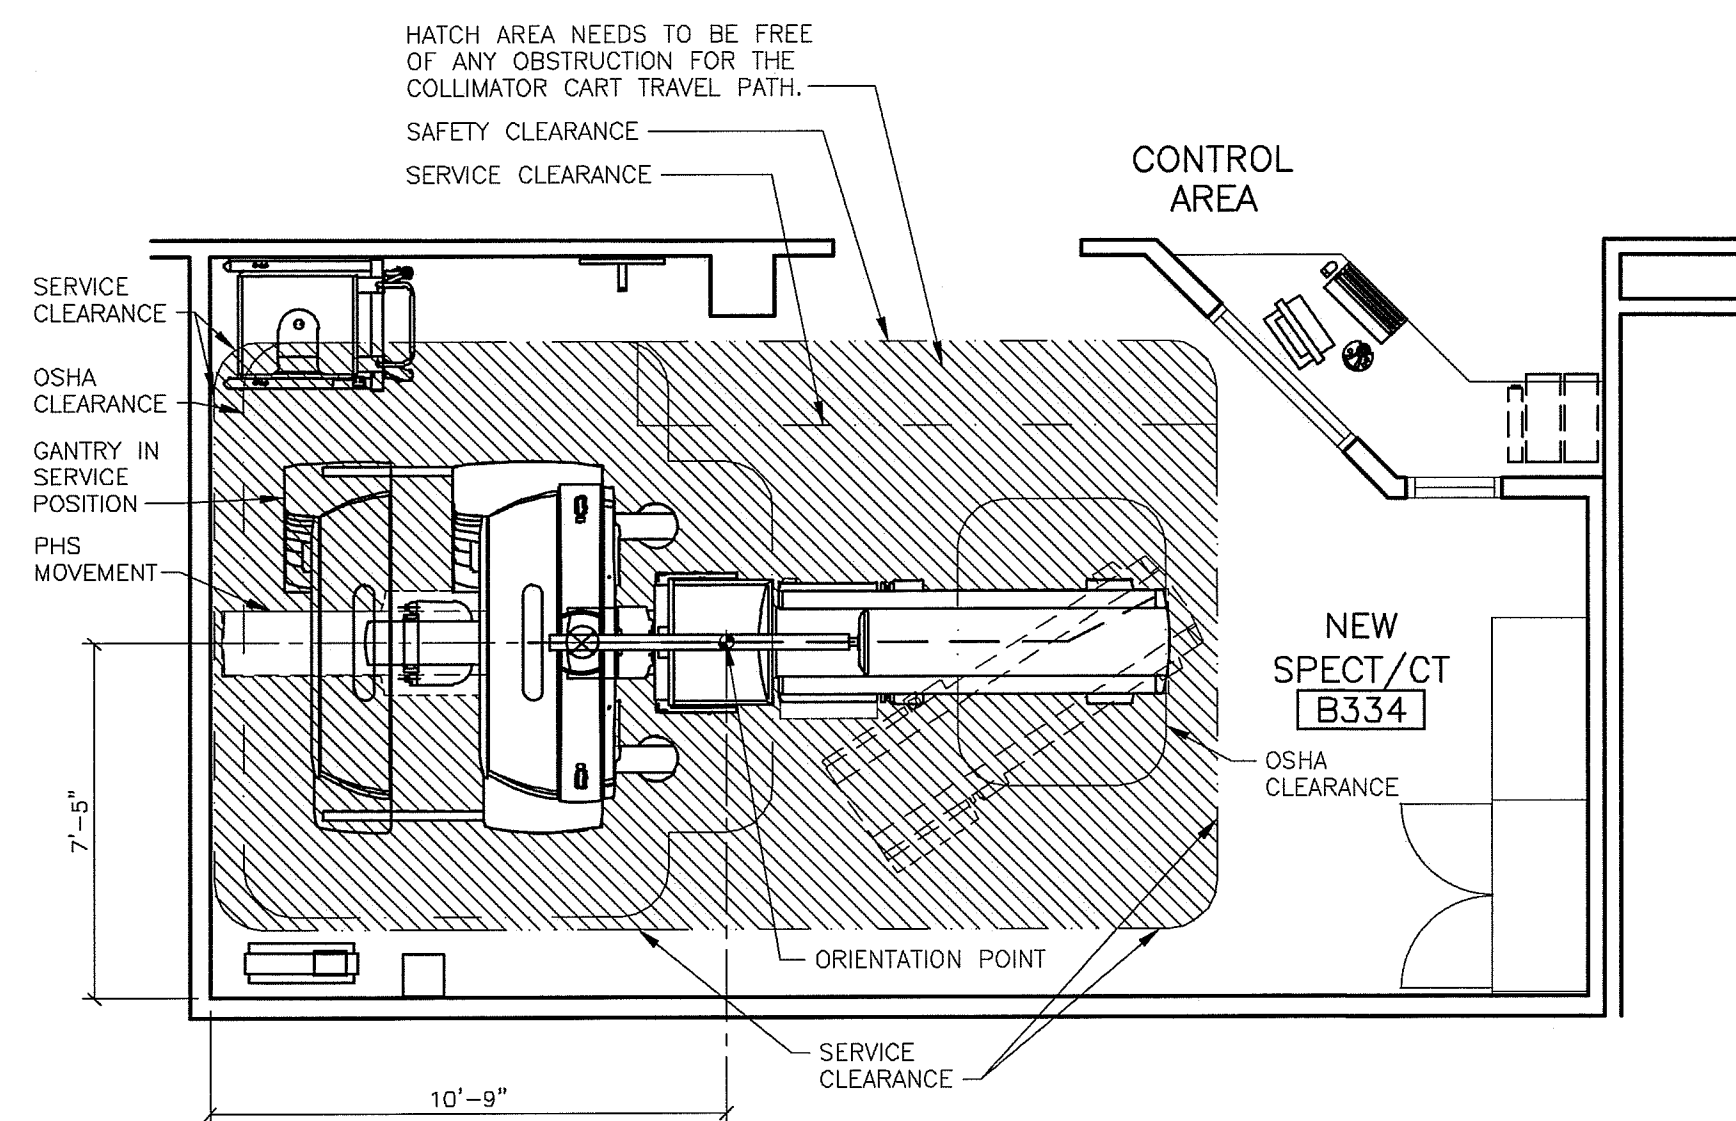 HATCH AREA NEEDS TO BE FREE
OF ANY OBSTRUCTION FOR THE
COLLIMATOR CART TRAVEL PATH.
SAFETY CLEARANCE
SERVICE CLEARANCE
CONTROL
AREA
SERVICE
CLEARANCE
OSHA
CLEARANCE
GANTRY IN
SERVICE
POSITION
PHS
MOVEMENT
NEW
SPECT/CT
B334
OSHA
CLEARANCE
7'-5"
ORIENTATION POINT
SERVICE
CLEARANCE
10'-9"